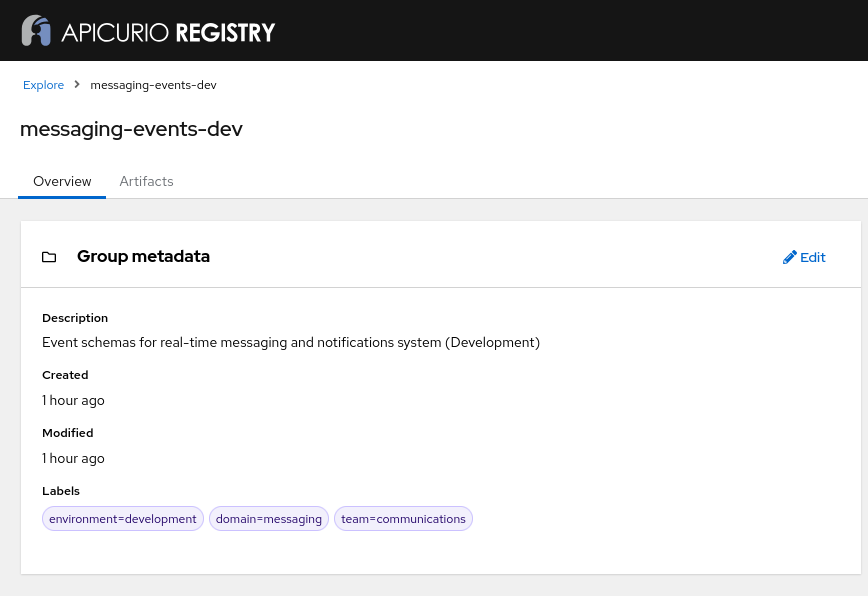 APICURIO REGISTRY
Explore > messaging-events-dev
messaging-events-dev
Overview Artifacts
Group metadata
Edit
Description
Event schemas for real-time messaging and notifications system (Development)
Created
1 hour ago
Modified
1 hour ago
Labels
environment=development domain=messaging team=communications